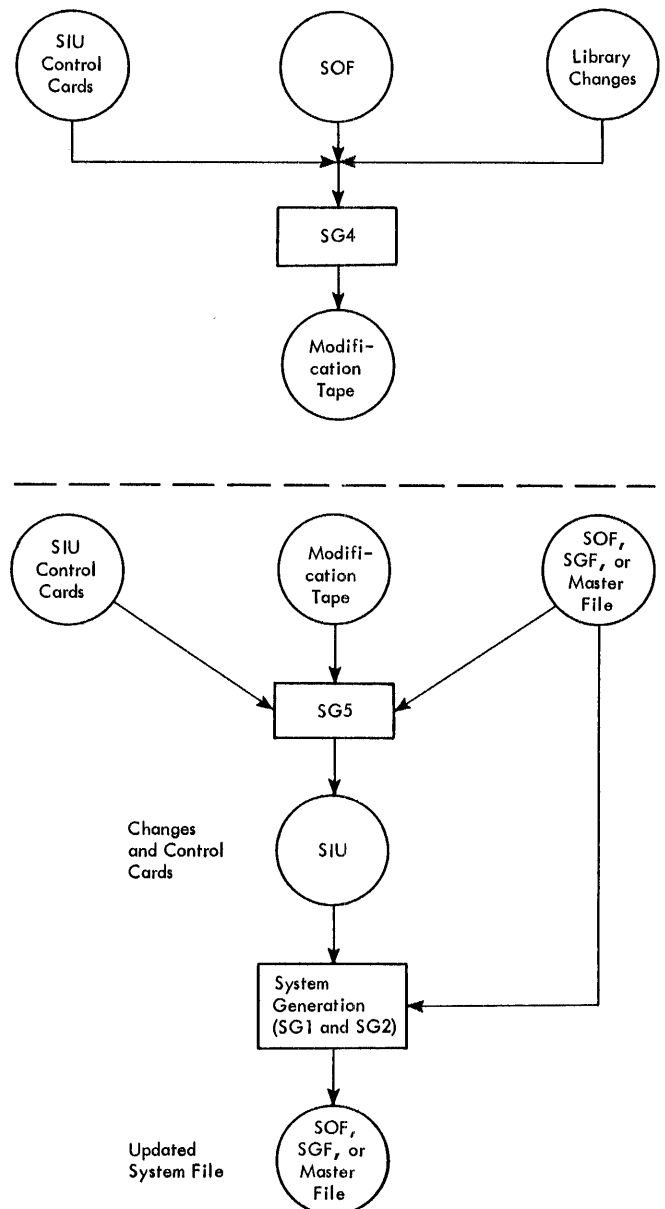 SIU
Control
Cards
SOF
Library
Changes
SG4
Modifi-
cation
Tape
SIU
Control
Cards
Modifi-
cation
Tape
SOF,
SGF, or
Master
File
SG5
Changes
and Control
Cards
SIU
System
Generation
(SG1 and SG2)
Updated
System File
SOF,
SGF, or
Master
File